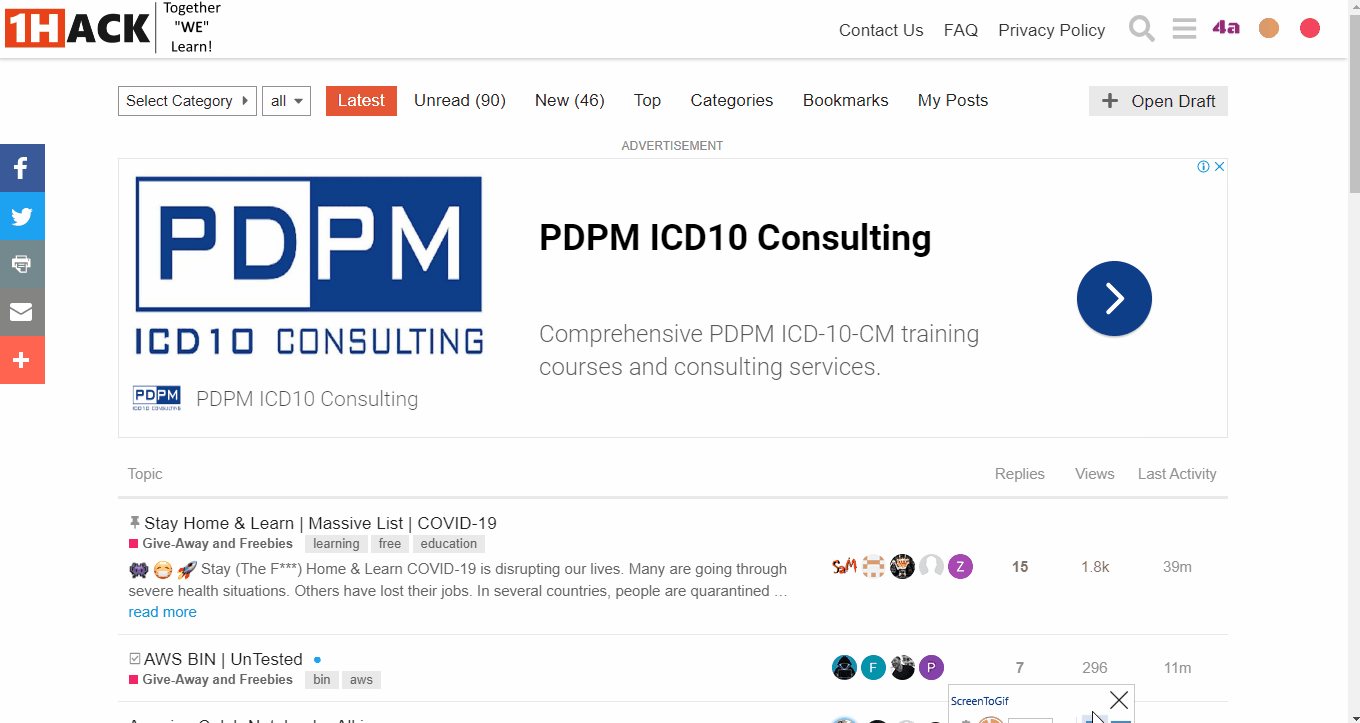 1HACK
Together
"WE"
Learn!
Contact Us FAQ Privacy Policy 4a
Select Category all Latest Unread (90) New (46) Top Categories Bookmarks My Posts + Open Draft
ADVERTISEMENT
PDPM
ICD10 CONSULTING
PDPM ICD10 Consulting
Comprehensive PDPM ICD-10-CM training
courses and consulting services.
PDPM
ICD10 CONSULTING
PDPM ICD10 Consulting
Topic Replies Views Last Activity
Stay Home & Learn | Massive List | COVID-19
Give-Away and Freebies learning free education
Stay (The F***) Home & Learn COVID-19 is disrupting our lives. Many are going through
severe health situations. Others have lost their jobs. In several countries, people are quarantined …
read more
SaM Z 15 1.8k 39m
AWS BIN | UnTested
Give-Away and Freebies bin aws
F P 7 296 11m
ScreenToGif